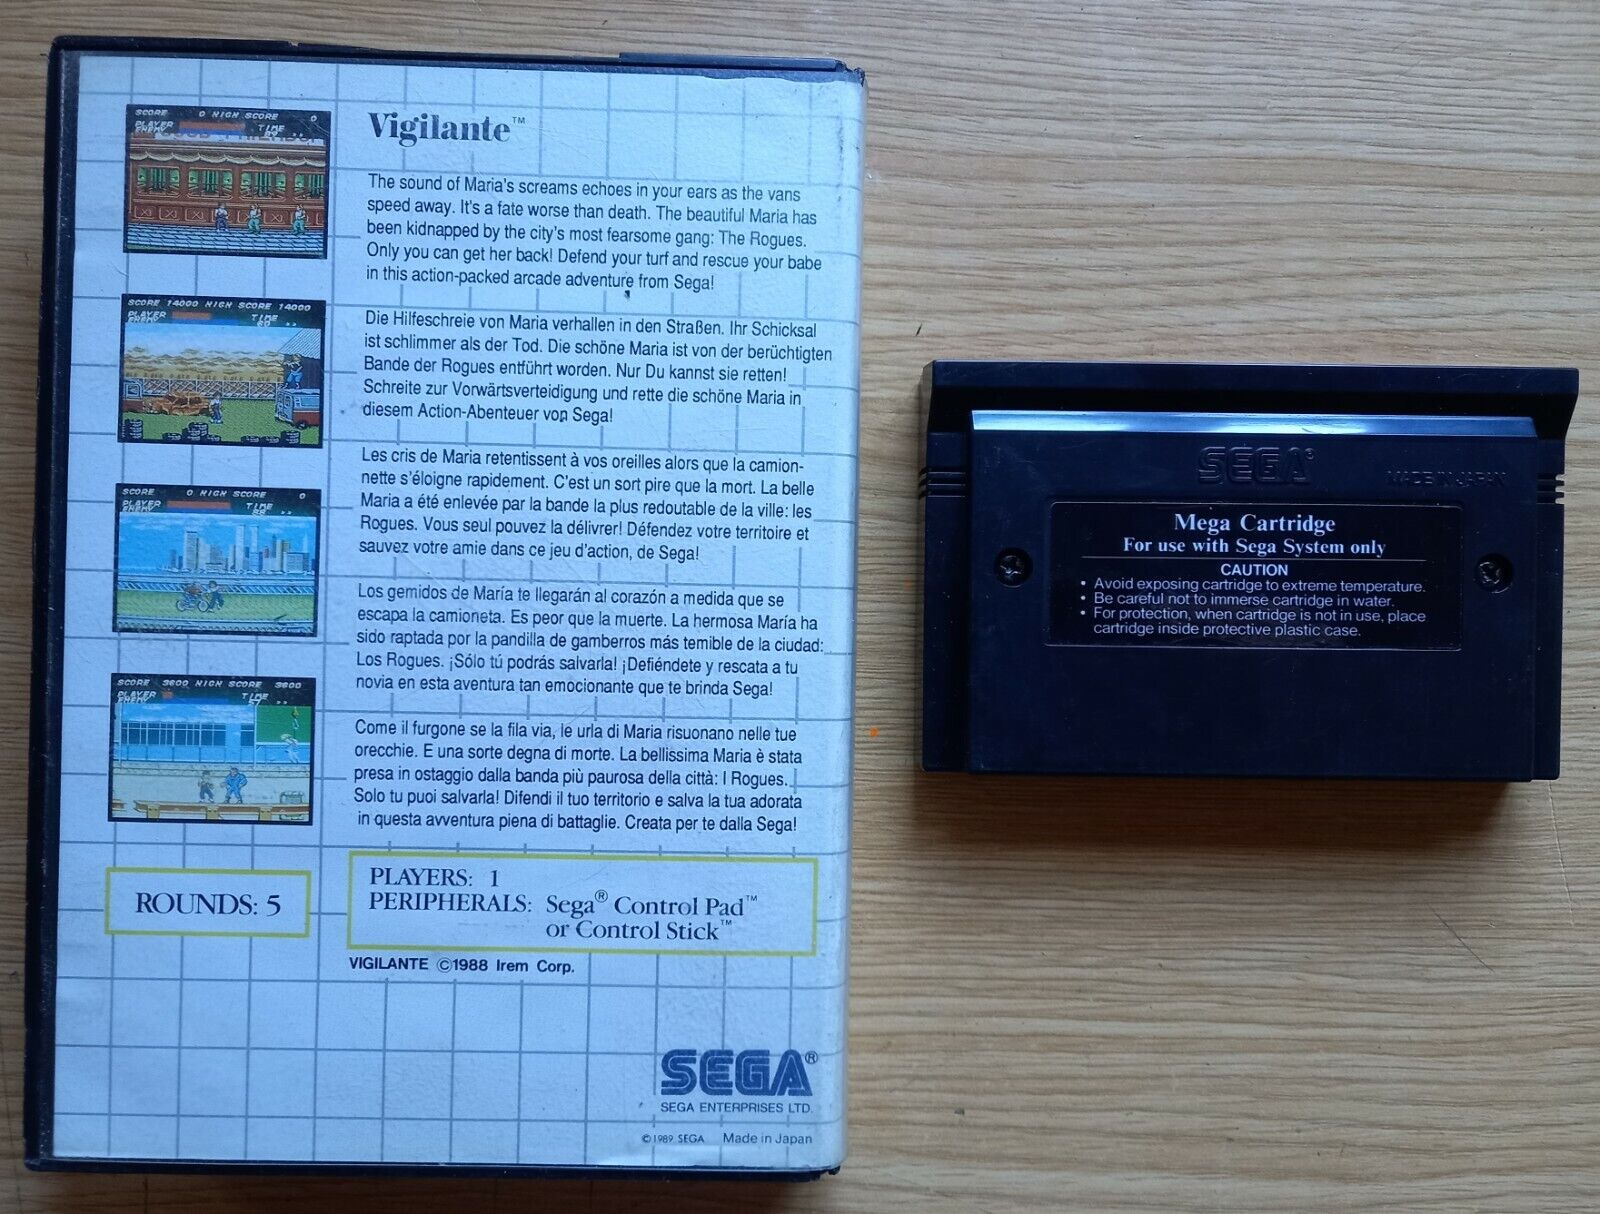 Vigilante™
The sound of Maria's screams echoes in your ears as the vans
speed away. It's a fate worse than death. The beautiful Maria has
been kidnapped by the city's most fearsome gang: The Rogues.
Only you can get her back! Defend your turf and rescue your babe
in this action-packed arcade adventure from Sega!
Die Hilfeschreie von Maria verhallen in den Straßen. Ihr Schicksal
ist schlimmer als der Tod. Die schöne Maria ist von der berüchtigten
Bande der Rogues entführt worden. Nur Du kannst sie retten!
Schreite zur Vorwärtsverteidigung und rette die schöne Maria in
diesem Action-Abenteuer von Sega!
Les cris de Maria retentissent à vos oreilles alors que la camion-
nette s'éloigne rapidement. C'est un sort pire que la mort. La belle
Maria a été enlevée par la bande la plus redoutable de la ville: les
Rogues. Vous seul pouvez la délivrer! Défendez votre territoire et
sauvez votre amie dans ce jeu d'action, de Sega!
Los gemidos de María te llegarán al corazón a medida que se
escapa la camioneta. Es peor que la muerte. La hermosa María ha
sido raptada por la pandilla de gamberros más temible de la ciudad:
Los Rogues. ¡Sólo tú podrás salvarla! ¡Defiéndete y rescata a tu
novia en esta aventura tan emocionante que te brinda Sega!
Come il furgone se la fila via, le urla di Maria risuonano nelle tue
orecchie. E una sorte degna di morte. La bellissima Maria è stata
presa in ostaggio dalla banda più paurosa della città: I Rogues.
Solo tu puoi salvarla! Difendi il tuo territorio e salva la tua adorata
in questa avventura piena di battaglie. Creata per te dalla Sega!
SCORE 0 HIGH SCORE 0
PLAYER TIME
ENEMY
SCORE 14000 HIGH SCORE 14000
PLAYER TIME
ENEMY
SCORE 0 HIGH SCORE 0
PLAYER TIME
ENEMY
SCORE 3600 HIGH SCORE 3600
PLAYER TIME
ENEMY
ROUNDS: 5
PLAYERS: 1
PERIPHERALS: Sega® Control Pad™
or Control Stick™
VIGILANTE ©1988 Irem Corp.
SEGA®
SEGA ENTERPRISES LTD.
©1989 SEGA Made in Japan
SEGA®
MADE IN JAPAN
Mega Cartridge
For use with Sega System only
CAUTION
• Avoid exposing cartridge to extreme temperature.
• Be careful not to immerse cartridge in water.
• For protection, when cartridge is not in use, place
cartridge inside protective plastic case.